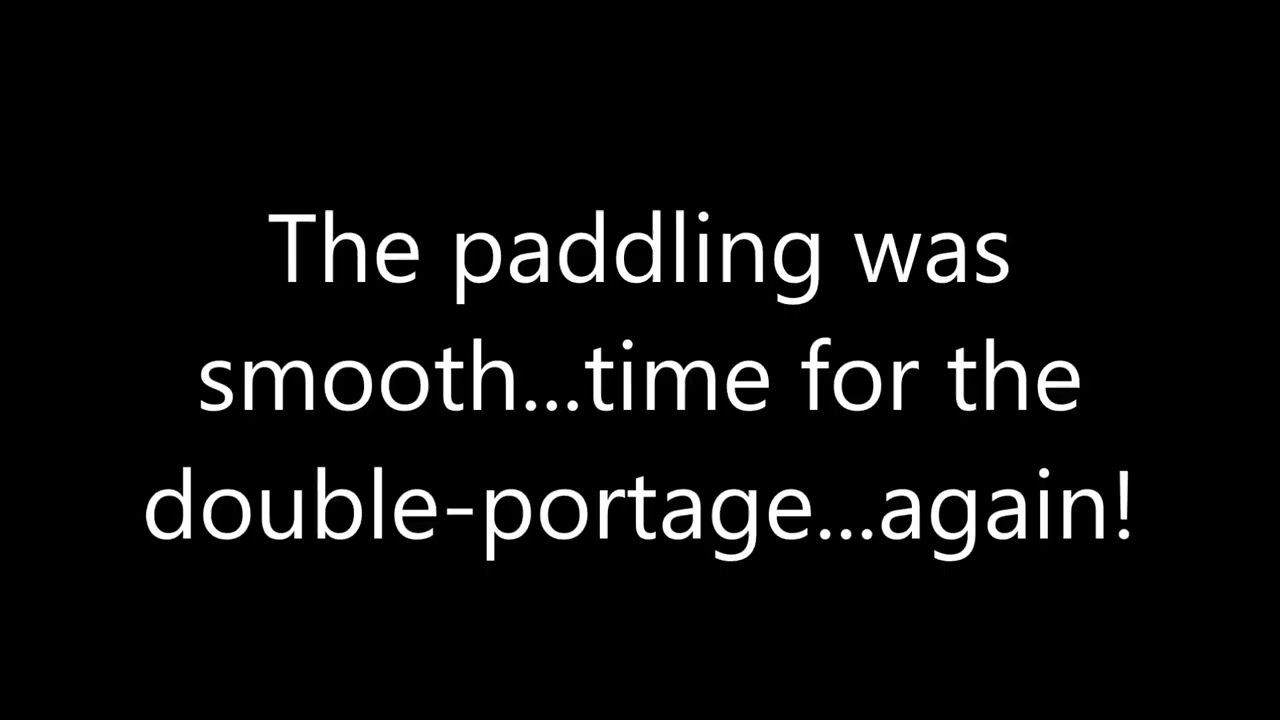 The paddling was
smooth...time for the
double-portage...again!